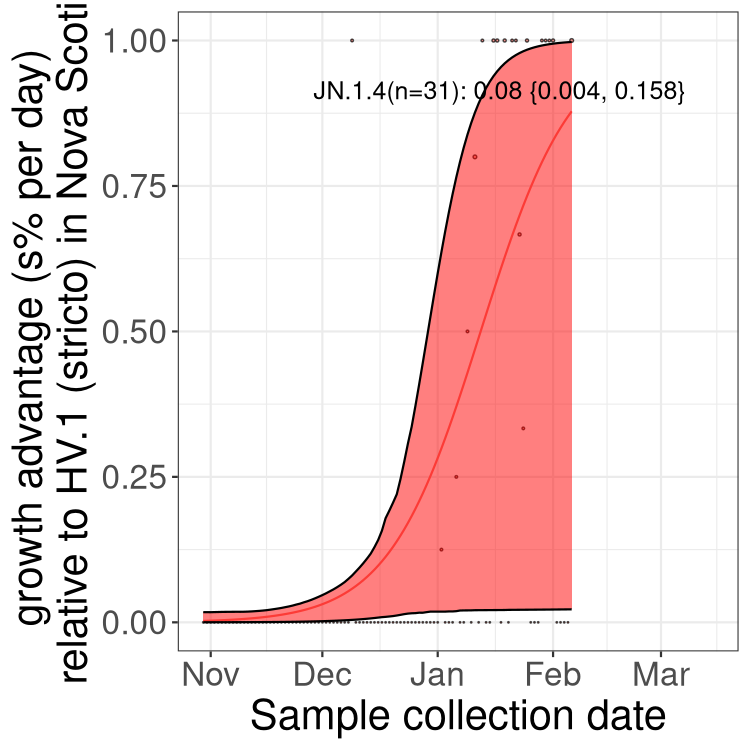 growth advantage (s% per day)
relative to HV.1 (stricto) in Nova Scoti
1.00
0.75
0.50
0.25
0.00
JN.1.4(n=31): 0.08 {0.004, 0.158}
Nov Dec Jan Feb Mar
Sample collection date